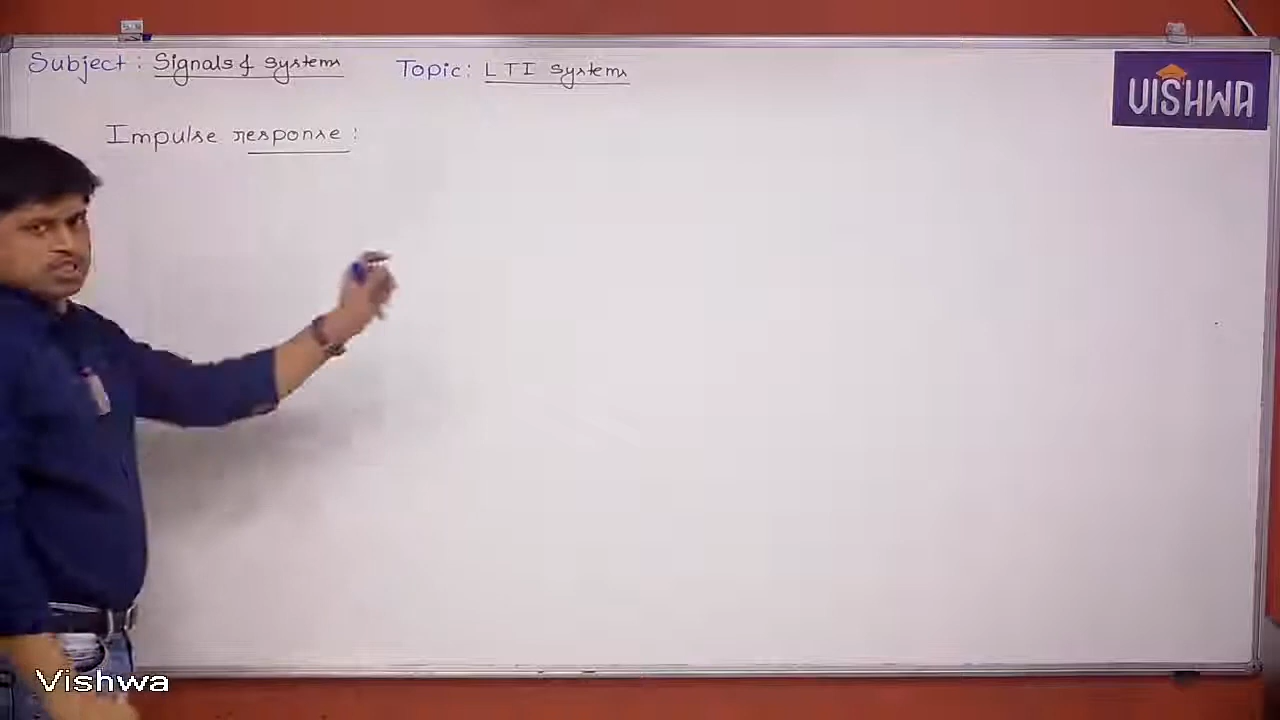 Subject: Signals & Systems Topic: LTI Systems
VISHWA
Impulse response:
Vishwa